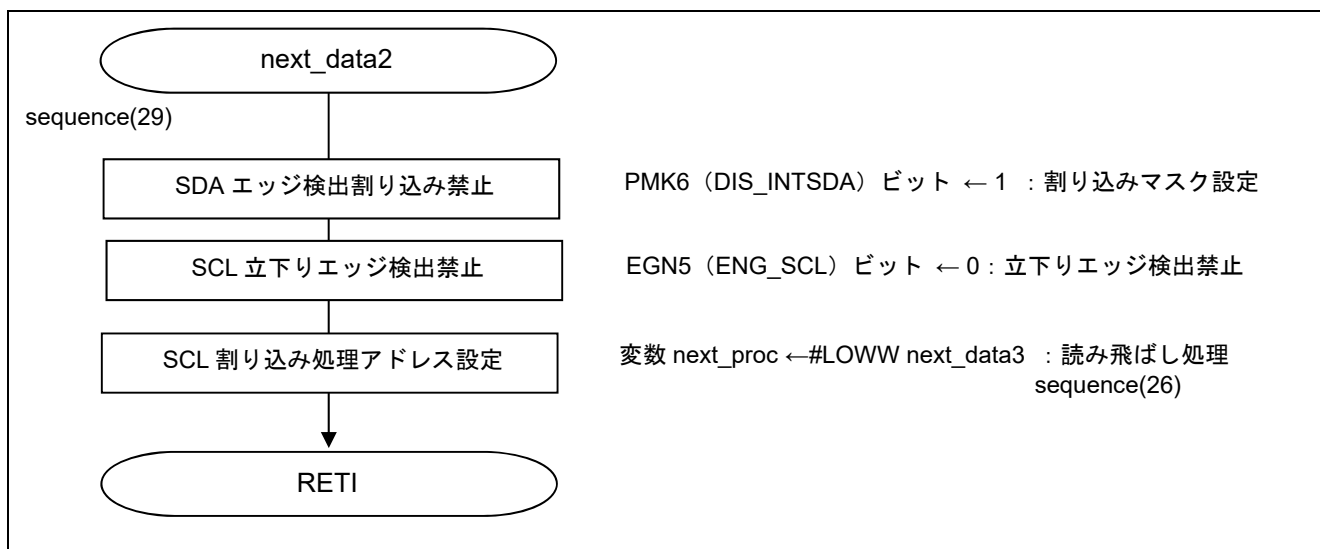 next_data2
sequence(29)
SDA エッジ検出割り込み禁止
PMK6（DIS_INTSDA）ビット ← 1 ：割り込みマスク設定
SCL 立下りエッジ検出禁止
EGN5（ENG_SCL）ビット ← 0：立下りエッジ検出禁止
SCL 割り込み処理アドレス設定
変数 next_proc ←#LOWW next_data3 ：読み飛ばし処理
sequence(26)
RETI